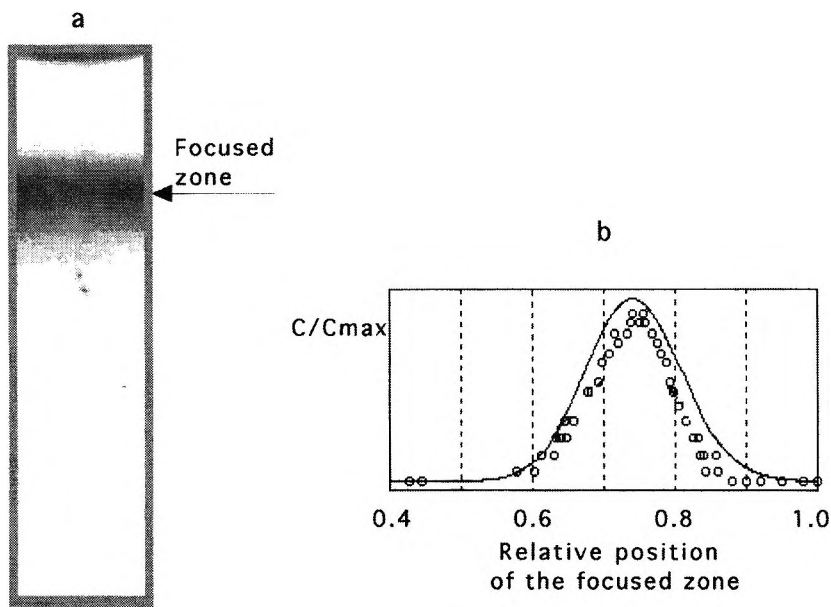 a
Focused
zone
b
C/Cmax
0.4 0.6 0.8 1.0
Relative position
of the focused zone